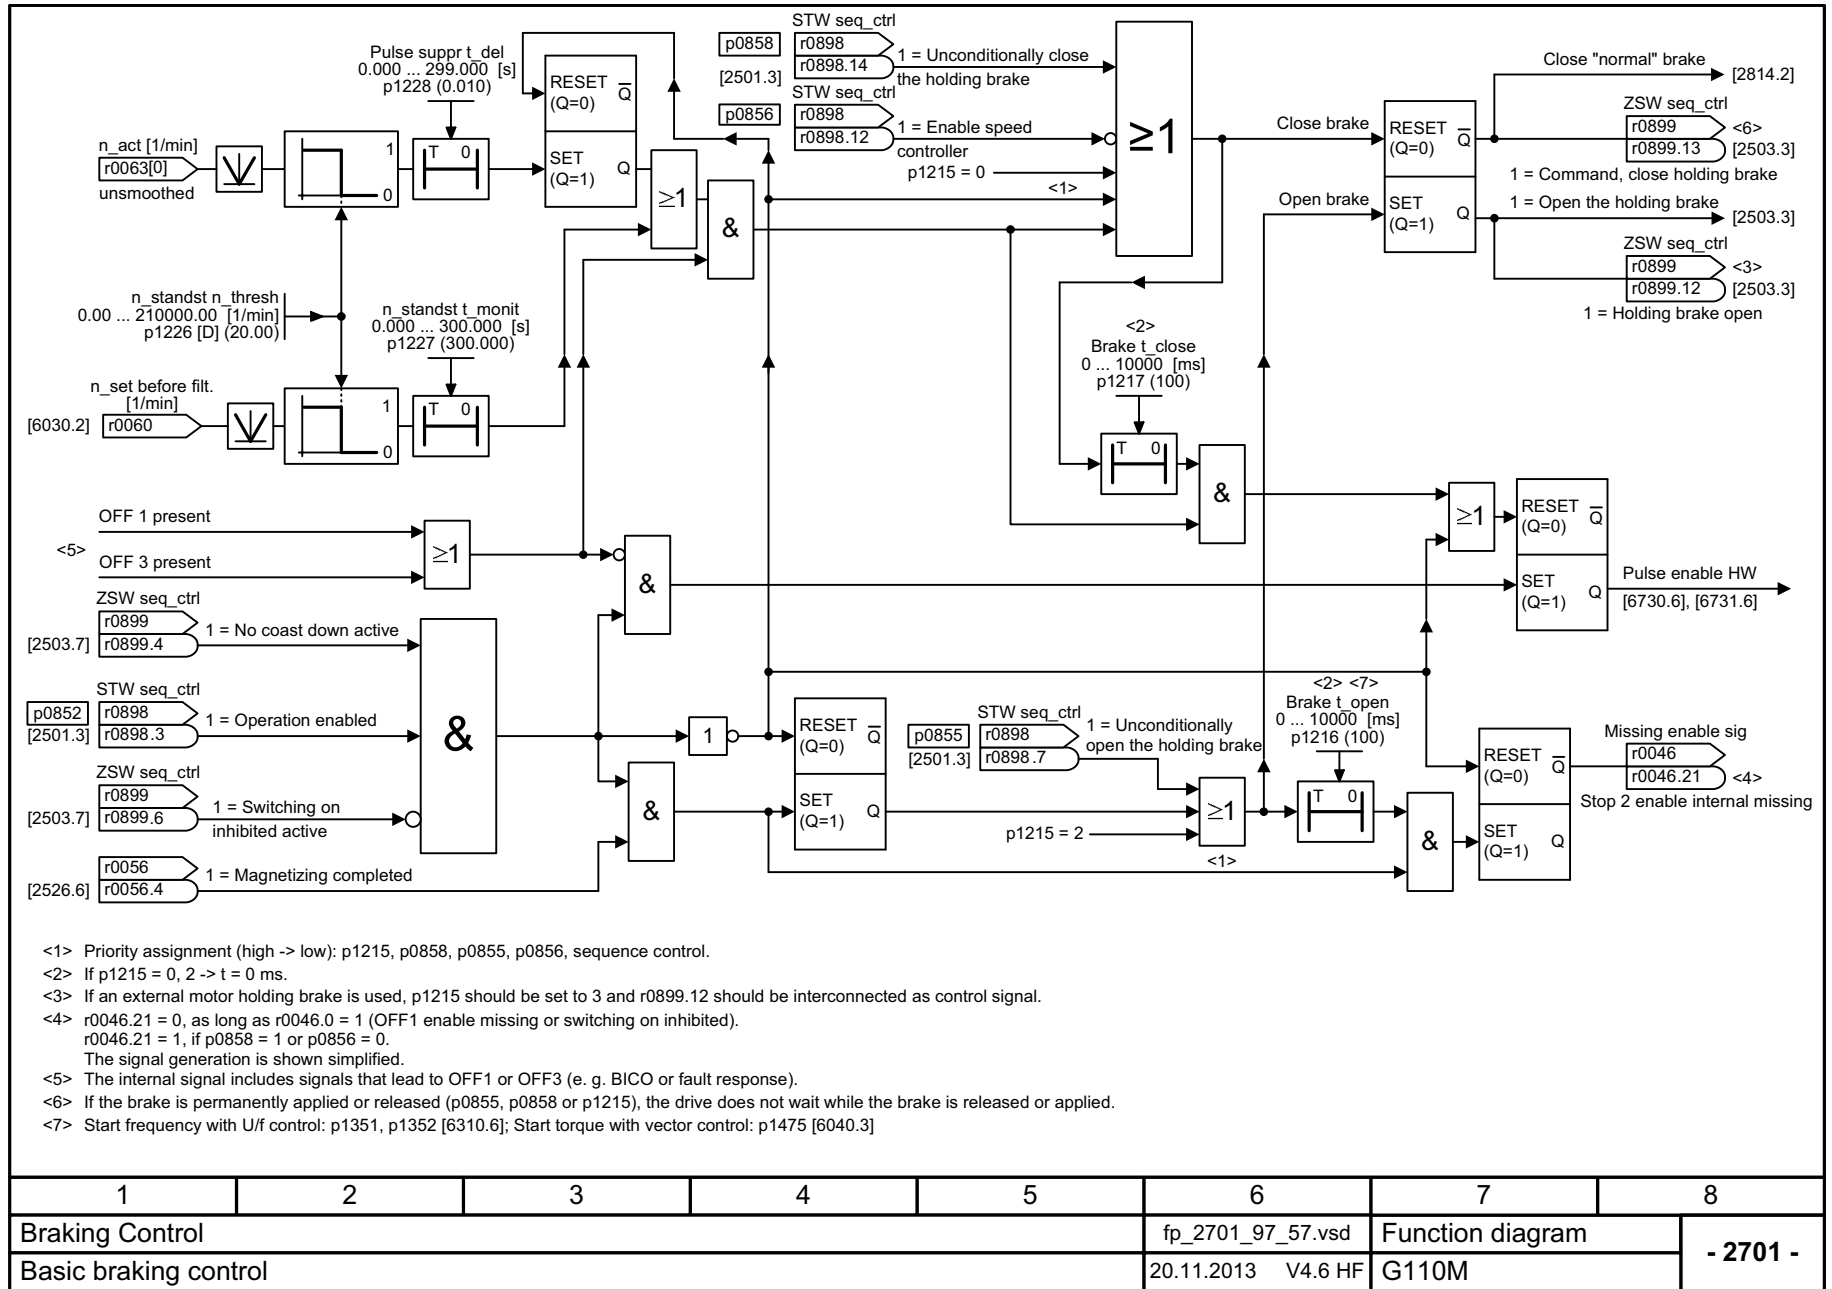 Pulse suppr t_del
0.000 ... 299.000 [s]
p1228 (0.010)
n_act [1/min]
r0063[0]
unsmoothed
1
0
T 0
RESET
(Q=0) Q̅
SET
(Q=1) Q
≥1
&
n_standst n_thresh
0.00 ... 210000.00 [1/min]
p1226 [D] (20.00)
n_standst t_monit
0.000 ... 300.000 [s]
p1227 (300.000)
n_set before filt.
[1/min]
[6030.2] r0060
1
0
T 0
STW seq_ctrl
p0858 r0898
r0898.14
[2501.3]
1 = Unconditionally close
the holding brake
STW seq_ctrl
p0856 r0898
r0898.12
1 = Enable speed
controller
p1215 = 0
<1>
≥1
Close brake
Open brake
RESET
(Q=0) Q̅
SET
(Q=1) Q
Close "normal" brake
[2814.2]
ZSW seq_ctrl
r0899 <6>
r0899.13 [2503.3]
1 = Command, close holding brake
1 = Open the holding brake
[2503.3]
ZSW seq_ctrl
r0899 <3>
r0899.12 [2503.3]
1 = Holding brake open
<2>
Brake t_close
0 ... 10000 [ms]
p1217 (100)
T 0
&
≥1
RESET
(Q=0) Q̅
SET
(Q=1) Q
Pulse enable HW
[6730.6], [6731.6]
OFF 1 present
<5>
OFF 3 present
≥1
&
ZSW seq_ctrl
r0899
[2503.7] r0899.4
1 = No coast down active
STW seq_ctrl
p0852 r0898
[2501.3] r0898.3
1 = Operation enabled
ZSW seq_ctrl
r0899
[2503.7] r0899.6
1 = Switching on
inhibited active
r0056
[2526.6] r0056.4
1 = Magnetizing completed
&
1
&
RESET
(Q=0) Q̅
SET
(Q=1) Q
STW seq_ctrl
p0855 r0898
[2501.3] r0898.7
1 = Unconditionally
open the holding brake
p1215 = 2
≥1
<1>
<2> <7>
Brake t_open
0 ... 10000 [ms]
p1216 (100)
T 0
&
RESET
(Q=0) Q̅
SET
(Q=1) Q
Missing enable sig
r0046
r0046.21 <4>
Stop 2 enable internal missing
<1> Priority assignment (high -> low): p1215, p0858, p0855, p0856, sequence control.
<2> If p1215 = 0, 2 -> t = 0 ms.
<3> If an external motor holding brake is used, p1215 should be set to 3 and r0899.12 should be interconnected as control signal.
<4> r0046.21 = 0, as long as r0046.0 = 1 (OFF1 enable missing or switching on inhibited).
r0046.21 = 1, if p0858 = 1 or p0856 = 0.
The signal generation is shown simplified.
<5> The internal signal includes signals that lead to OFF1 or OFF3 (e. g. BICO or fault response).
<6> If the brake is permanently applied or released (p0855, p0858 or p1215), the drive does not wait while the brake is released or applied.
<7> Start frequency with U/f control: p1351, p1352 [6310.6]; Start torque with vector control: p1475 [6040.3]
1 2 3 4 5 6 7 8
Braking Control fp_2701_97_57.vsd Function diagram
- 2701 -
Basic braking control 20.11.2013 V4.6 HF G110M